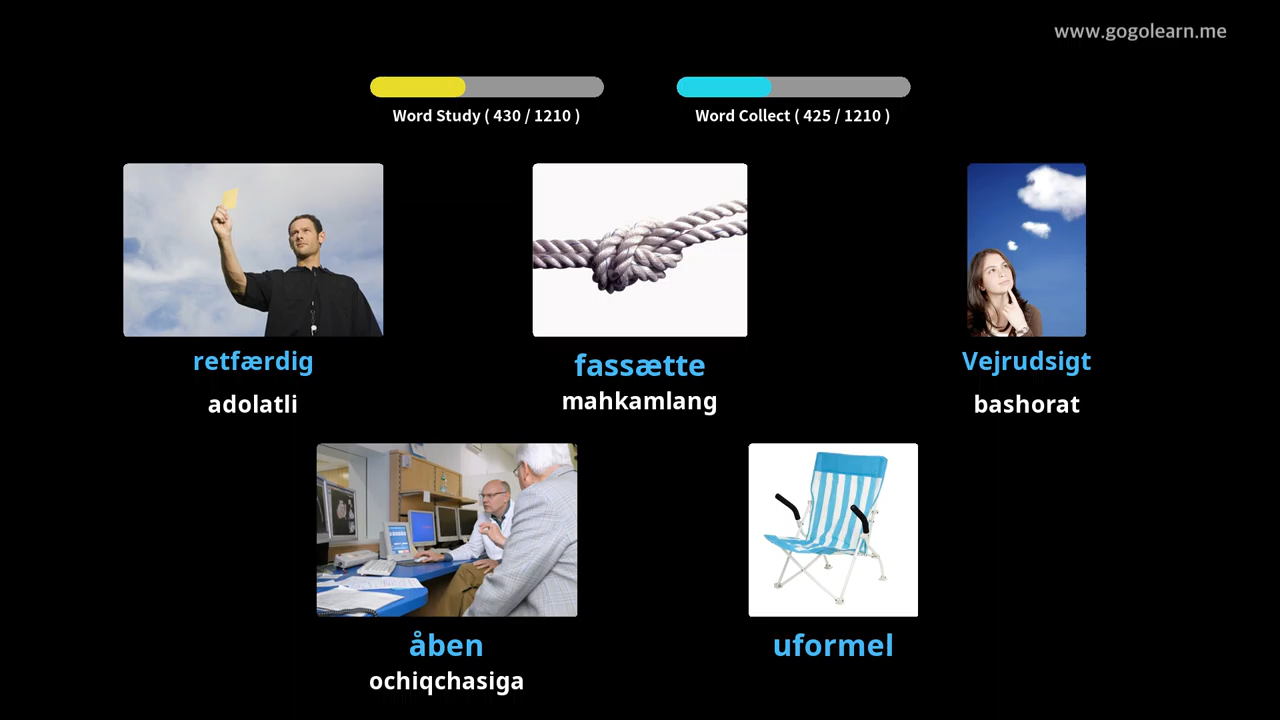 www.gogolearn.me
Word Study ( 430 / 1210 )
Word Collect ( 425 / 1210 )
retfærdig
adolatli
fassætte
mahkamlang
Vejrudsigt
bashorat
åben
ochiqchasiga
uformel